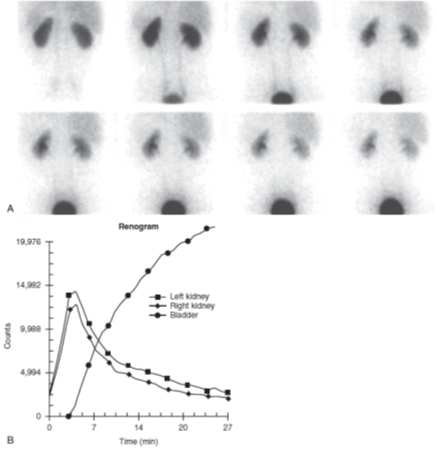 A
Renogram
19,976
14,982
9,988
4,994
0
Counts
Left kidney
Right kidney
Bladder
0 7 14 20 27
Time (min)
B